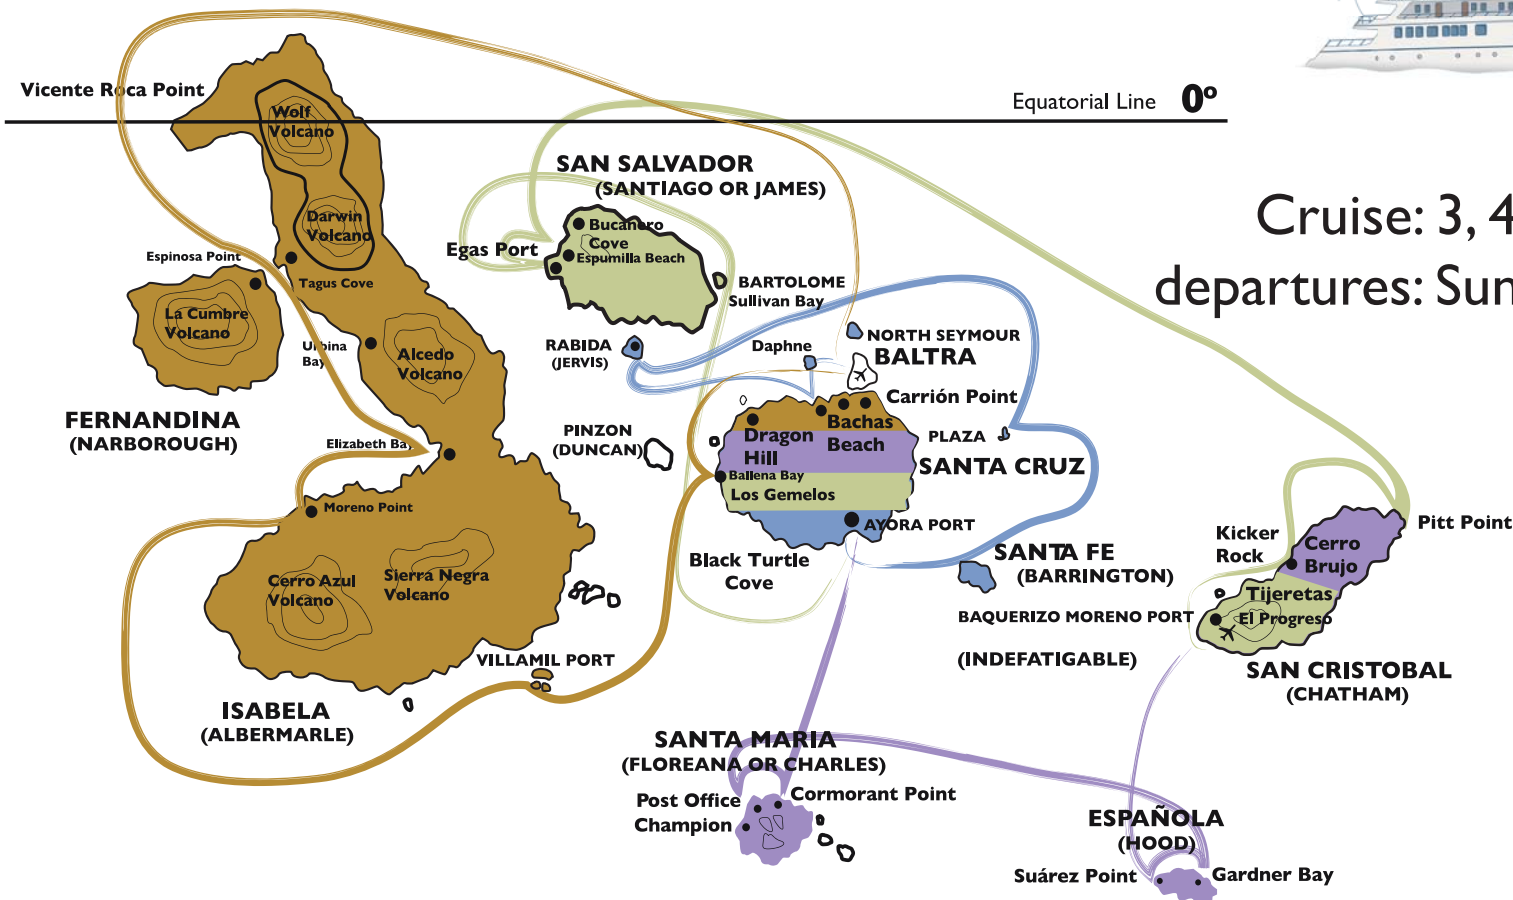 Vicente Roca Point
Wolf
Volcano
Equatorial Line 0º
SAN SALVADOR
(SANTIAGO OR JAMES)
Cruise: 3, 4
departures: Sun
Darwin
Volcano
Bucanero
Cove
Egas Port
Espumilla Beach
Espinosa Point
Tagus Cove
BARTOLOME
Sullivan Bay
La Cumbre
Volcano
Urbina
Bay
Alcedo
Volcano
RABIDA
(JERVIS)
Daphne
NORTH SEYMOUR
BALTRA
Carrión Point
FERNANDINA
(NARBOROUGH)
Elizabeth Bay
PINZON
(DUNCAN)
Dragon
Hill
Bachas
Beach
PLAZA
SANTA CRUZ
Ballena Bay
Los Gemelos
Moreno Point
AYORA PORT
Pitt Point
Kicker
Rock
Cerro
Brujo
Cerro Azul
Volcano
Sierra Negra
Volcano
Black Turtle
Cove
SANTA FE
(BARRINGTON)
Tijeretas
BAQUERIZO MORENO PORT
El Progreso
(INDEFATIGABLE)
VILLAMIL PORT
SAN CRISTOBAL
(CHATHAM)
ISABELA
(ALBERMARLE)
SANTA MARIA
(FLOREANA OR CHARLES)
Post Office
Cormorant Point
Champion
ESPAÑOLA
(HOOD)
Suárez Point
Gardner Bay